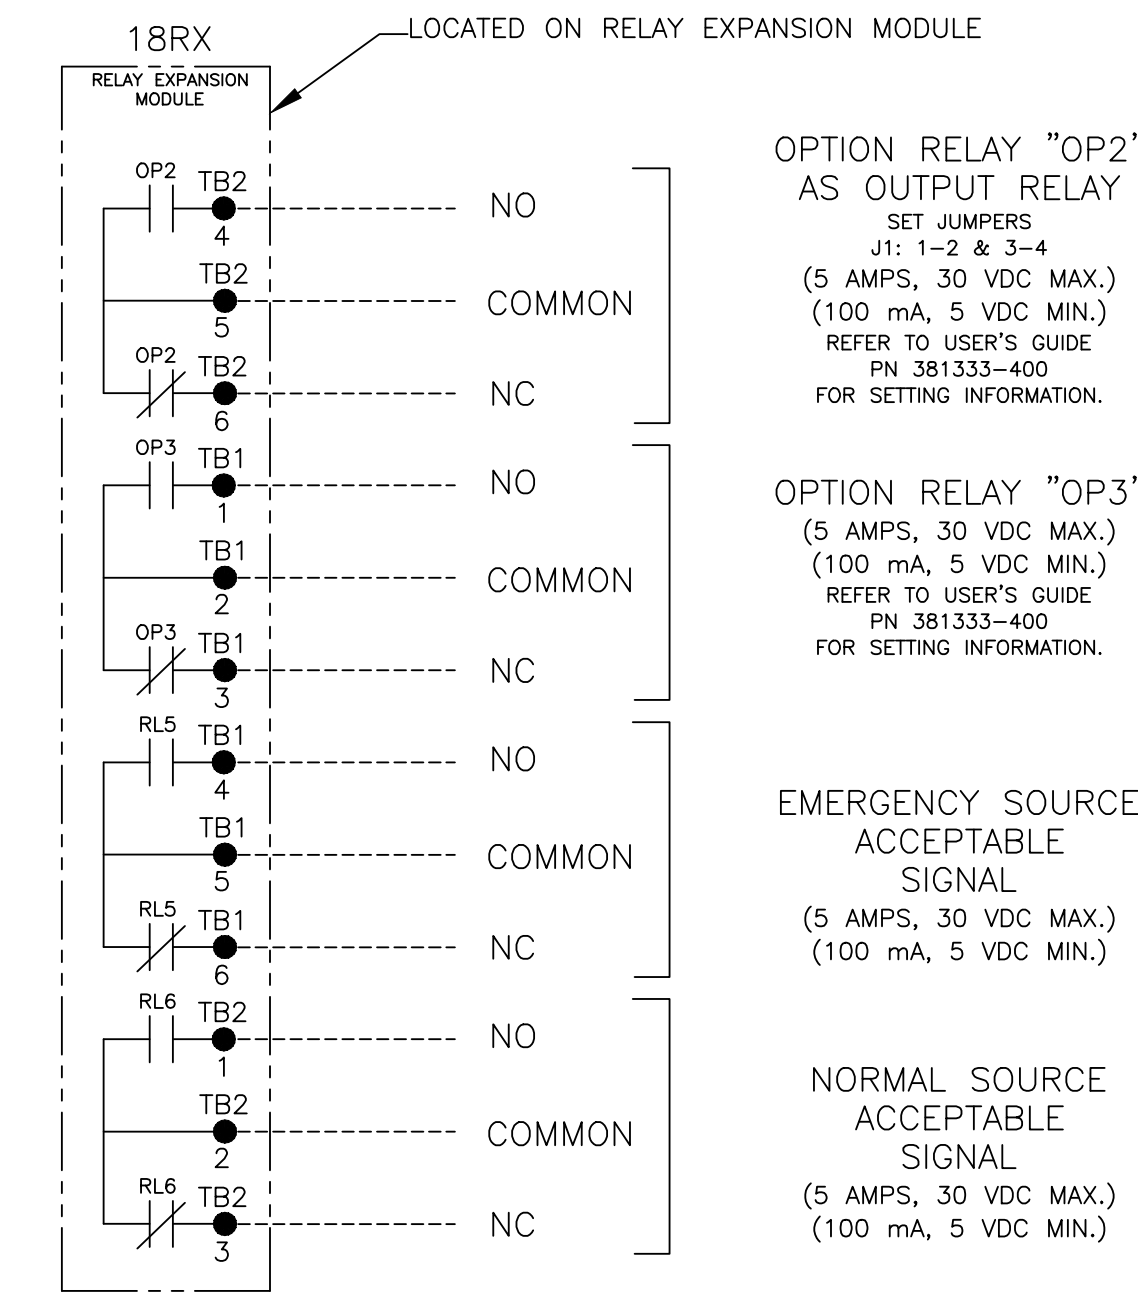 18RX
LOCATED ON RELAY EXPANSION MODULE
RELAY EXPANSION
MODULE
OP2
TB2
4
NO
TB2
5
COMMON
OP2
TB2
6
NC
OPTION RELAY "OP2'
AS OUTPUT RELAY
SET JUMPERS
J1: 1-2 & 3-4
(5 AMPS, 30 VDC MAX.)
(100 mA, 5 VDC MIN.)
REFER TO USER'S GUIDE
PN 381333-400
FOR SETTING INFORMATION.
OP3
TB1
1
NO
TB1
2
COMMON
OP3
TB1
3
NC
OPTION RELAY "OP3'
(5 AMPS, 30 VDC MAX.)
(100 mA, 5 VDC MIN.)
REFER TO USER'S GUIDE
PN 381333-400
FOR SETTING INFORMATION.
RL5
TB1
4
NO
TB1
5
COMMON
RL5
TB1
6
NC
EMERGENCY SOURCE
ACCEPTABLE
SIGNAL
(5 AMPS, 30 VDC MAX.)
(100 mA, 5 VDC MIN.)
RL6
TB2
1
NO
TB2
2
COMMON
RL6
TB2
3
NC
NORMAL SOURCE
ACCEPTABLE
SIGNAL
(5 AMPS, 30 VDC MAX.)
(100 mA, 5 VDC MIN.)